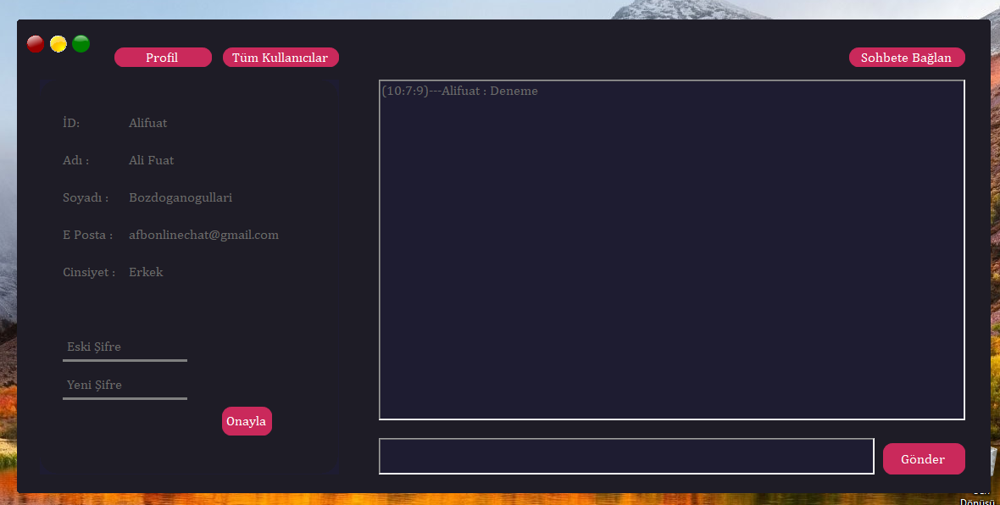 Profil
Tüm Kullanıcılar
Sohbete Bağlan
İD: Alifuat
Adı : Ali Fuat
Soyadı : Bozdoganogullari
E Posta : afbonlinechat@gmail.com
Cinsiyet : Erkek
Eski Şifre
Yeni Şifre
Onayla
(10:7:9)---Alifuat : Deneme
Gönder
Dönüşü